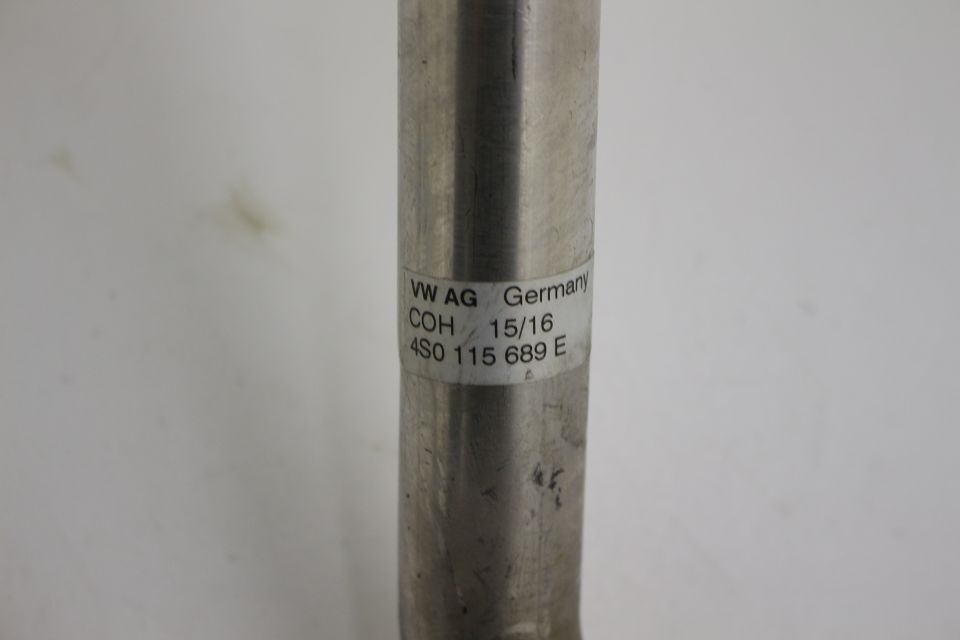 VW AG Germany
COH 15/16
4S0 115 689 E